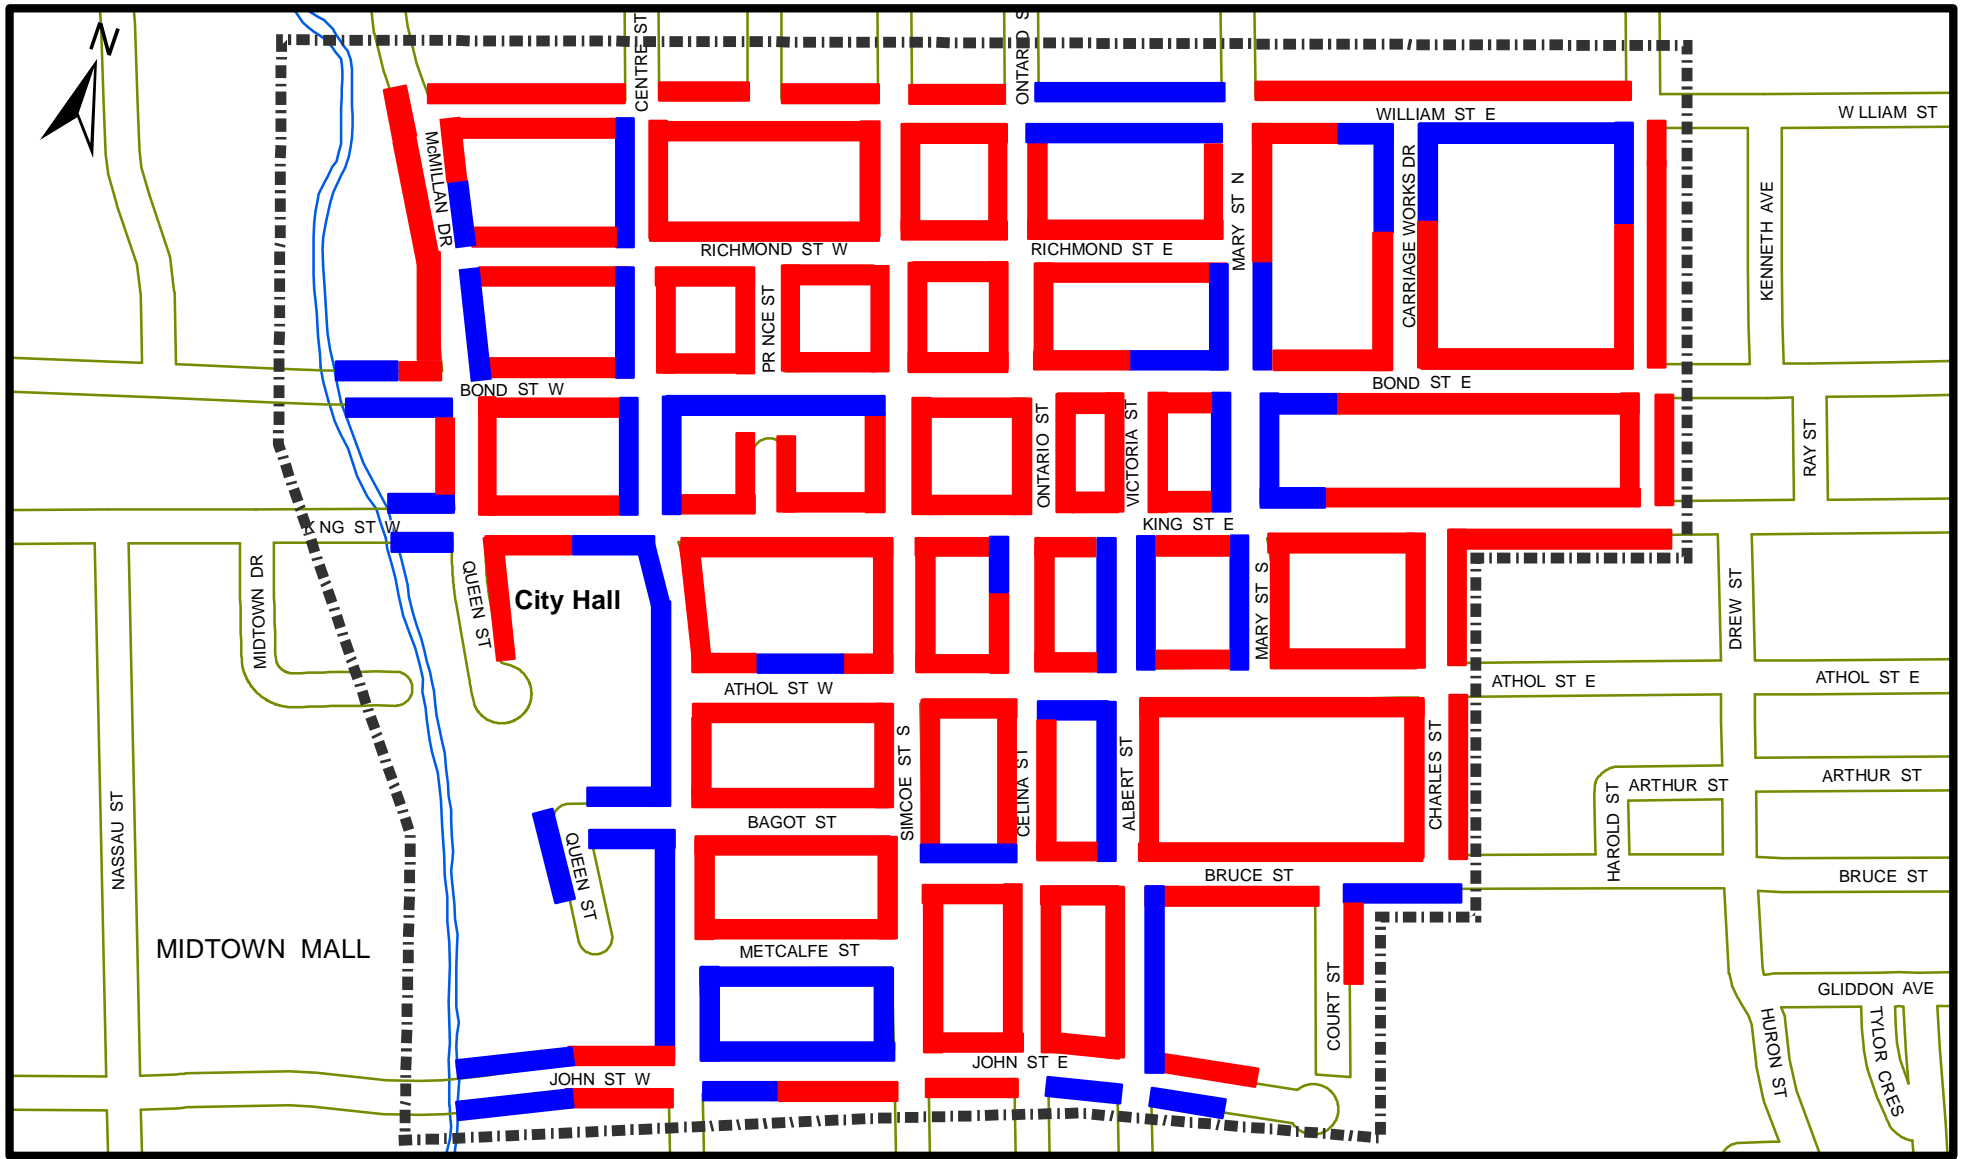 N
CENTRE ST
ONTARIO S
WILLIAM ST E
W LLIAM ST
McMILLAN DR
CARRIAGE WORKS DR
MARY ST N
KENNETH AVE
RICHMOND ST W
RICHMOND ST E
PR NCE ST
BOND ST W
BOND ST E
ONTARIO ST
VICTORIA ST
RAY ST
K NG ST W
KING ST E
MIDTOWN DR
QUEEN ST
City Hall
MARY ST S
DREW ST
ATHOL ST W
ATHOL ST E
ATHOL ST E
SIMCOE ST S
CELINA ST
ALBERT ST
CHARLES ST
ARTHUR ST
ARTHUR ST
HAROLD ST
NASSAU ST
BAGOT ST
QUEEN ST
BRUCE ST
BRUCE ST
MIDTOWN MALL
METCALFE ST
COURT ST
GLIDDON AVE
HURON ST
TYLOR CRES
JOHN ST W
JOHN ST E